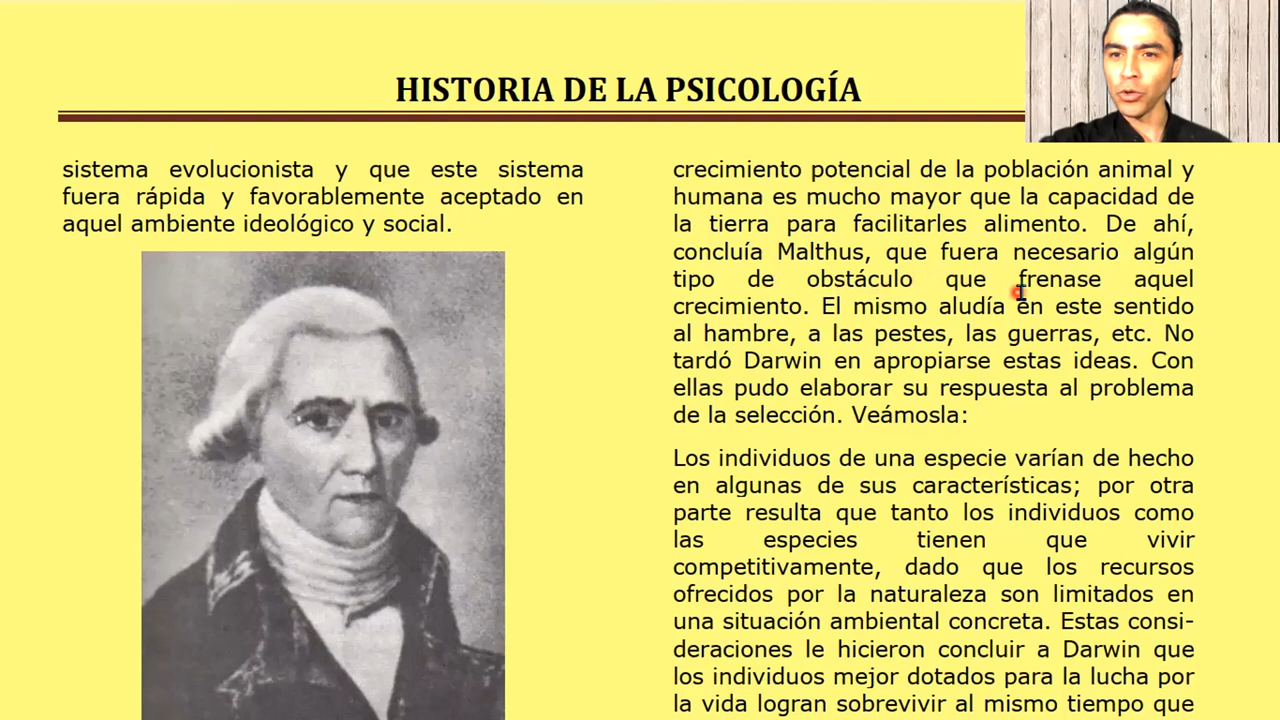 HISTORIA DE LA PSICOLOGÍA
sistema evolucionista y que este sistema
fuera rápida y favorablemente aceptado en
aquel ambiente ideológico y social.
crecimiento potencial de la población animal y
humana es mucho mayor que la capacidad de
la tierra para facilitarles alimento. De ahí,
concluía Malthus, que fuera necesario algún
tipo de obstáculo que frenase aquel
crecimiento. El mismo aludía en este sentido
al hambre, a las pestes, las guerras, etc. No
tardó Darwin en apropiarse estas ideas. Con
ellas pudo elaborar su respuesta al problema
de la selección. Veámosla:
Los individuos de una especie varían de hecho
en algunas de sus características; por otra
parte resulta que tanto los individuos como
las especies tienen que vivir
competitivamente, dado que los recursos
ofrecidos por la naturaleza son limitados en
una situación ambiental concreta. Estas consi-
deraciones le hicieron concluir a Darwin que
los individuos mejor dotados para la lucha por
la vida logran sobrevivir al mismo tiempo que